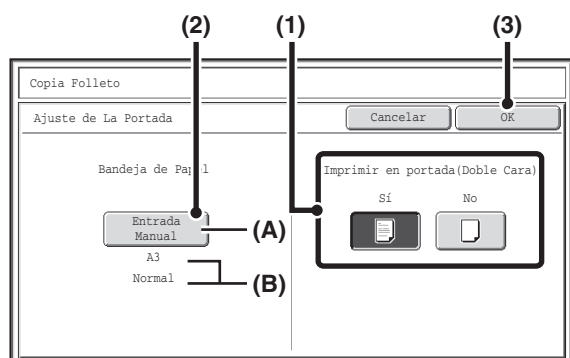 (2) (1) (3)
Copia Folleto
Ajuste de La Portada Cancelar OK
Bandeja de Papel Imprimir en portada(Doble Cara)
Sí No
Entrada
Manual
(A)
A3
Normal
(B)